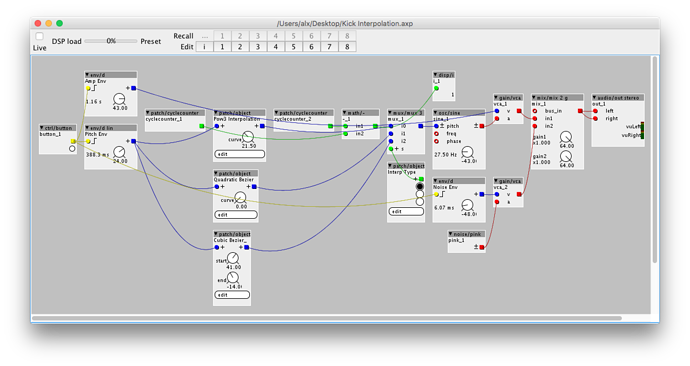 /Users/alx/Desktop/Kick Interpolation.axp
Live
DSP load
0%
Preset
Recall
... 1 2 3 4 5 6 7 8
Edit
i 1 2 3 4 5 6 7 8
ctrl/button
button_1
env/d
Amp Env
1.16 s
43.00
env/d lin
Pitch Env
388.3 ms
24.00
patch/cyclecounter
cyclecounter_1
patch/object
Pow3 Interpolation
curve
21.50
edit
patch/object
Quadratic Bezier
curve
0.00
edit
patch/object
Cubic Bezier_
start
41.00
end
-14.0
edit
patch/cyclecounter
cyclecounter_2
math/-
-_1
in1
in2
mux/mux 3
mux_1
i0
i1
i2
s
patch/object
Interp Type
edit
disp/i
i_1
1
osc/sine
sine_1
pitch
freq
phase
27.50 Hz
-43.0
env/d
Noise Env
6.07 ms
-48.0
noise/pink
pink_1
gain/vca
vca_1
v
a
gain/vca
vca_2
v
a
mix/mix 2 g
mix_1
bus_in
in1
in2
gain1
x1.000
64.00
gain2
x1.000
64.00
audio/out stereo
out_1
left
right
vuLeft
vuRight